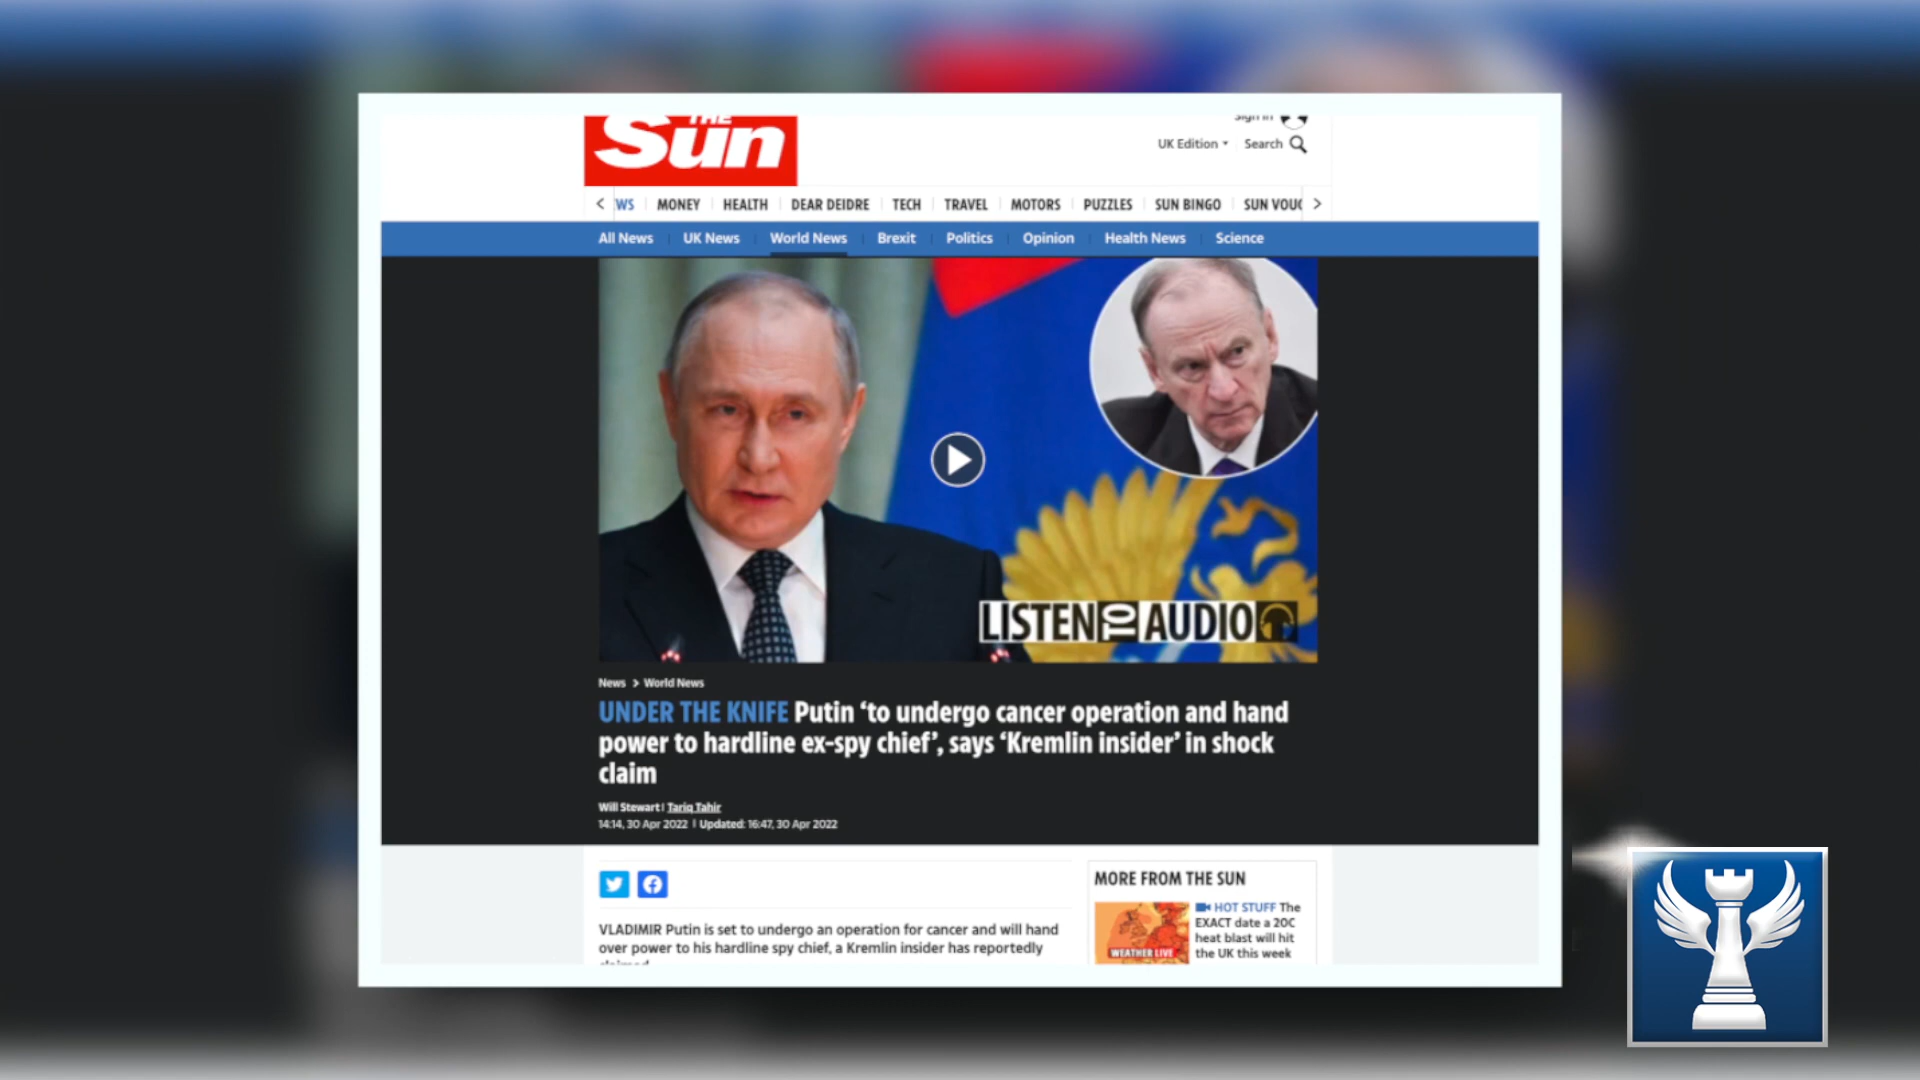 THE
Sun
Sign in
UK Edition
Search
WS
MONEY
HEALTH
DEAR DEIDRE
TECH
TRAVEL
MOTORS
PUZZLES
SUN BINGO
SUN VOUC
All News
UK News
World News
Brexit
Politics
Opinion
Health News
Science
LISTEN TO AUDIO
News > World News
UNDER THE KNIFE Putin ‘to undergo cancer operation and hand
power to hardline ex-spy chief’, says ‘Kremlin insider’ in shock
claim
Will Stewart | Tariq Tahir
14:14, 30 Apr 2022 | Updated: 16:47, 30 Apr 2022
VLADIMIR Putin is set to undergo an operation for cancer and will hand
over power to his hardline spy chief, a Kremlin insider has reportedly
claimed.
MORE FROM THE SUN
WEATHER LIVE
HOT STUFF The
EXACT date a 20C
heat blast will hit
the UK this week